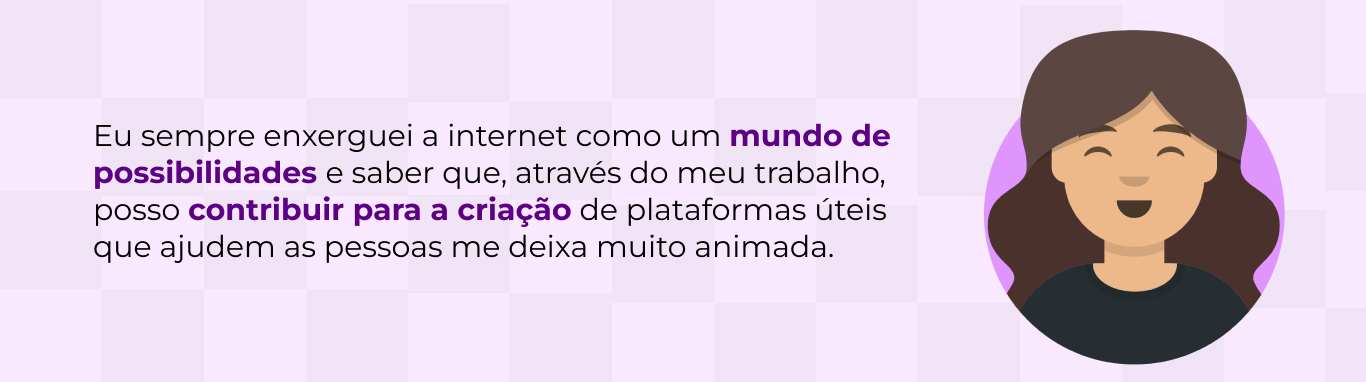 Eu sempre enxerguei a internet como um mundo de
possibilidades e saber que, através do meu trabalho,
posso contribuir para a criação de plataformas úteis
que ajudem as pessoas me deixa muito animada.